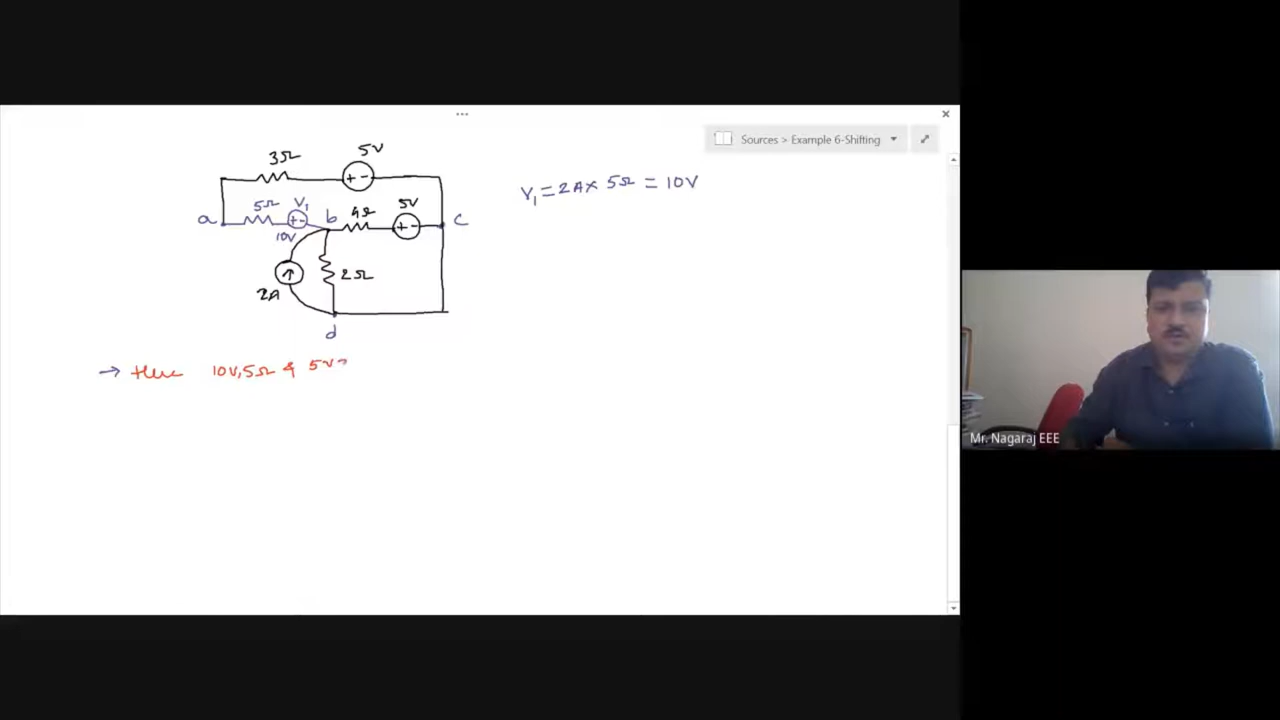 Sources > Example 6-Shifting
3Ω
5V
V₁ = 2A × 5Ω = 10V
5Ω
V₁
a
+ -
10V
b
4Ω
5V
+ -
c
+ -
2A
2Ω
d
→ Here 10V,5Ω & 5V
Mr. Nagaraj EEE